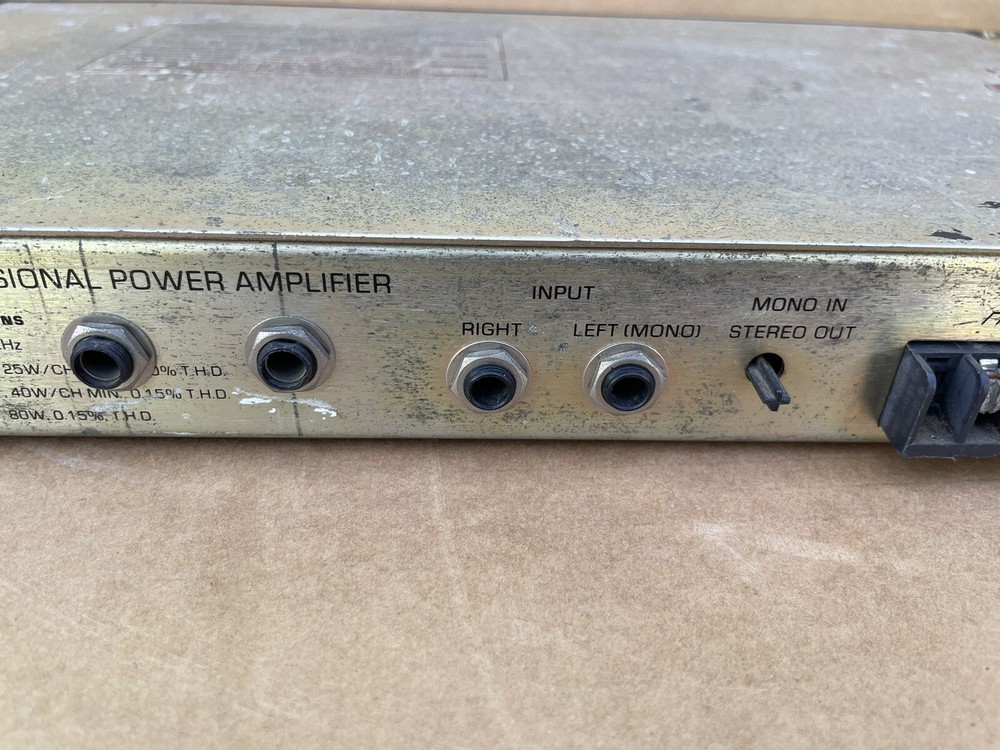 SIONAL POWER AMPLIFIER
NS
Hz
25W/CH 0% T.H.D.
40W/CH MIN. 0.15% T.H.D.
80W, 0.15%, T.H.D.
INPUT
RIGHT
LEFT (MONO)
MONO IN
STEREO OUT